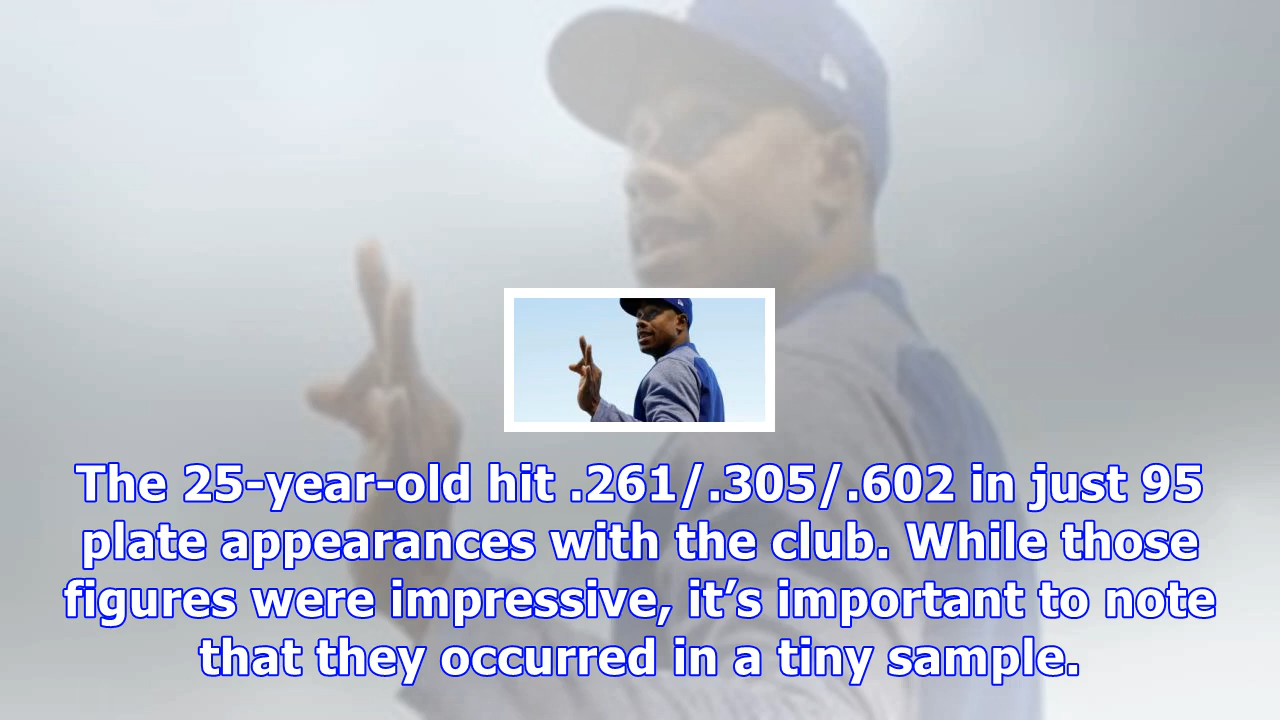 The 25-year-old hit .261/.305/.602 in just 95
plate appearances with the club. While those
figures were impressive, it’s important to note
that they occurred in a tiny sample.